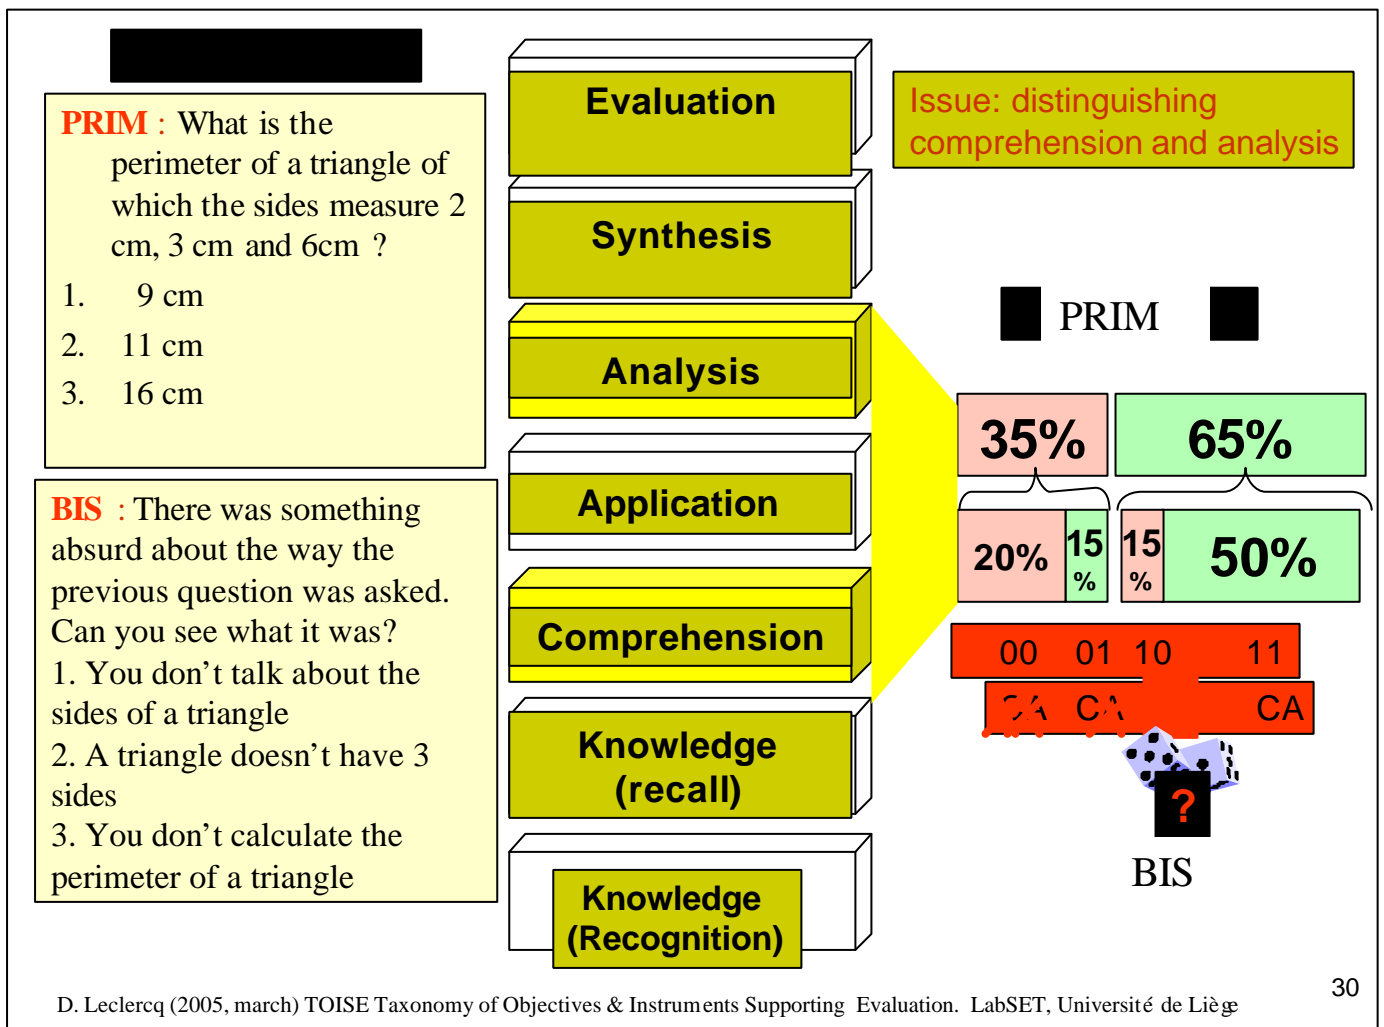 PRIM : What is the
perimeter of a triangle of
which the sides measure 2
cm, 3 cm and 6cm ?
1. 9 cm
2. 11 cm
3. 16 cm
BIS : There was something
absurd about the way the
previous question was asked.
Can you see what it was?
1. You don't talk about the
sides of a triangle
2. A triangle doesn't have 3
sides
3. You don't calculate the
perimeter of a triangle
Evaluation
Synthesis
Analysis
Application
Comprehension
Knowledge
(recall)
Knowledge
(Recognition)
Issue: distinguishing
comprehension and analysis
PRIM
35% 65%
20% 15 % 15 % 50%
00 01 10 11
CA CA CA
?
BIS
D. Leclercq (2005, march) TOISE Taxonomy of Objectives & Instruments Supporting Evaluation. LabSET, Université de Liège
30